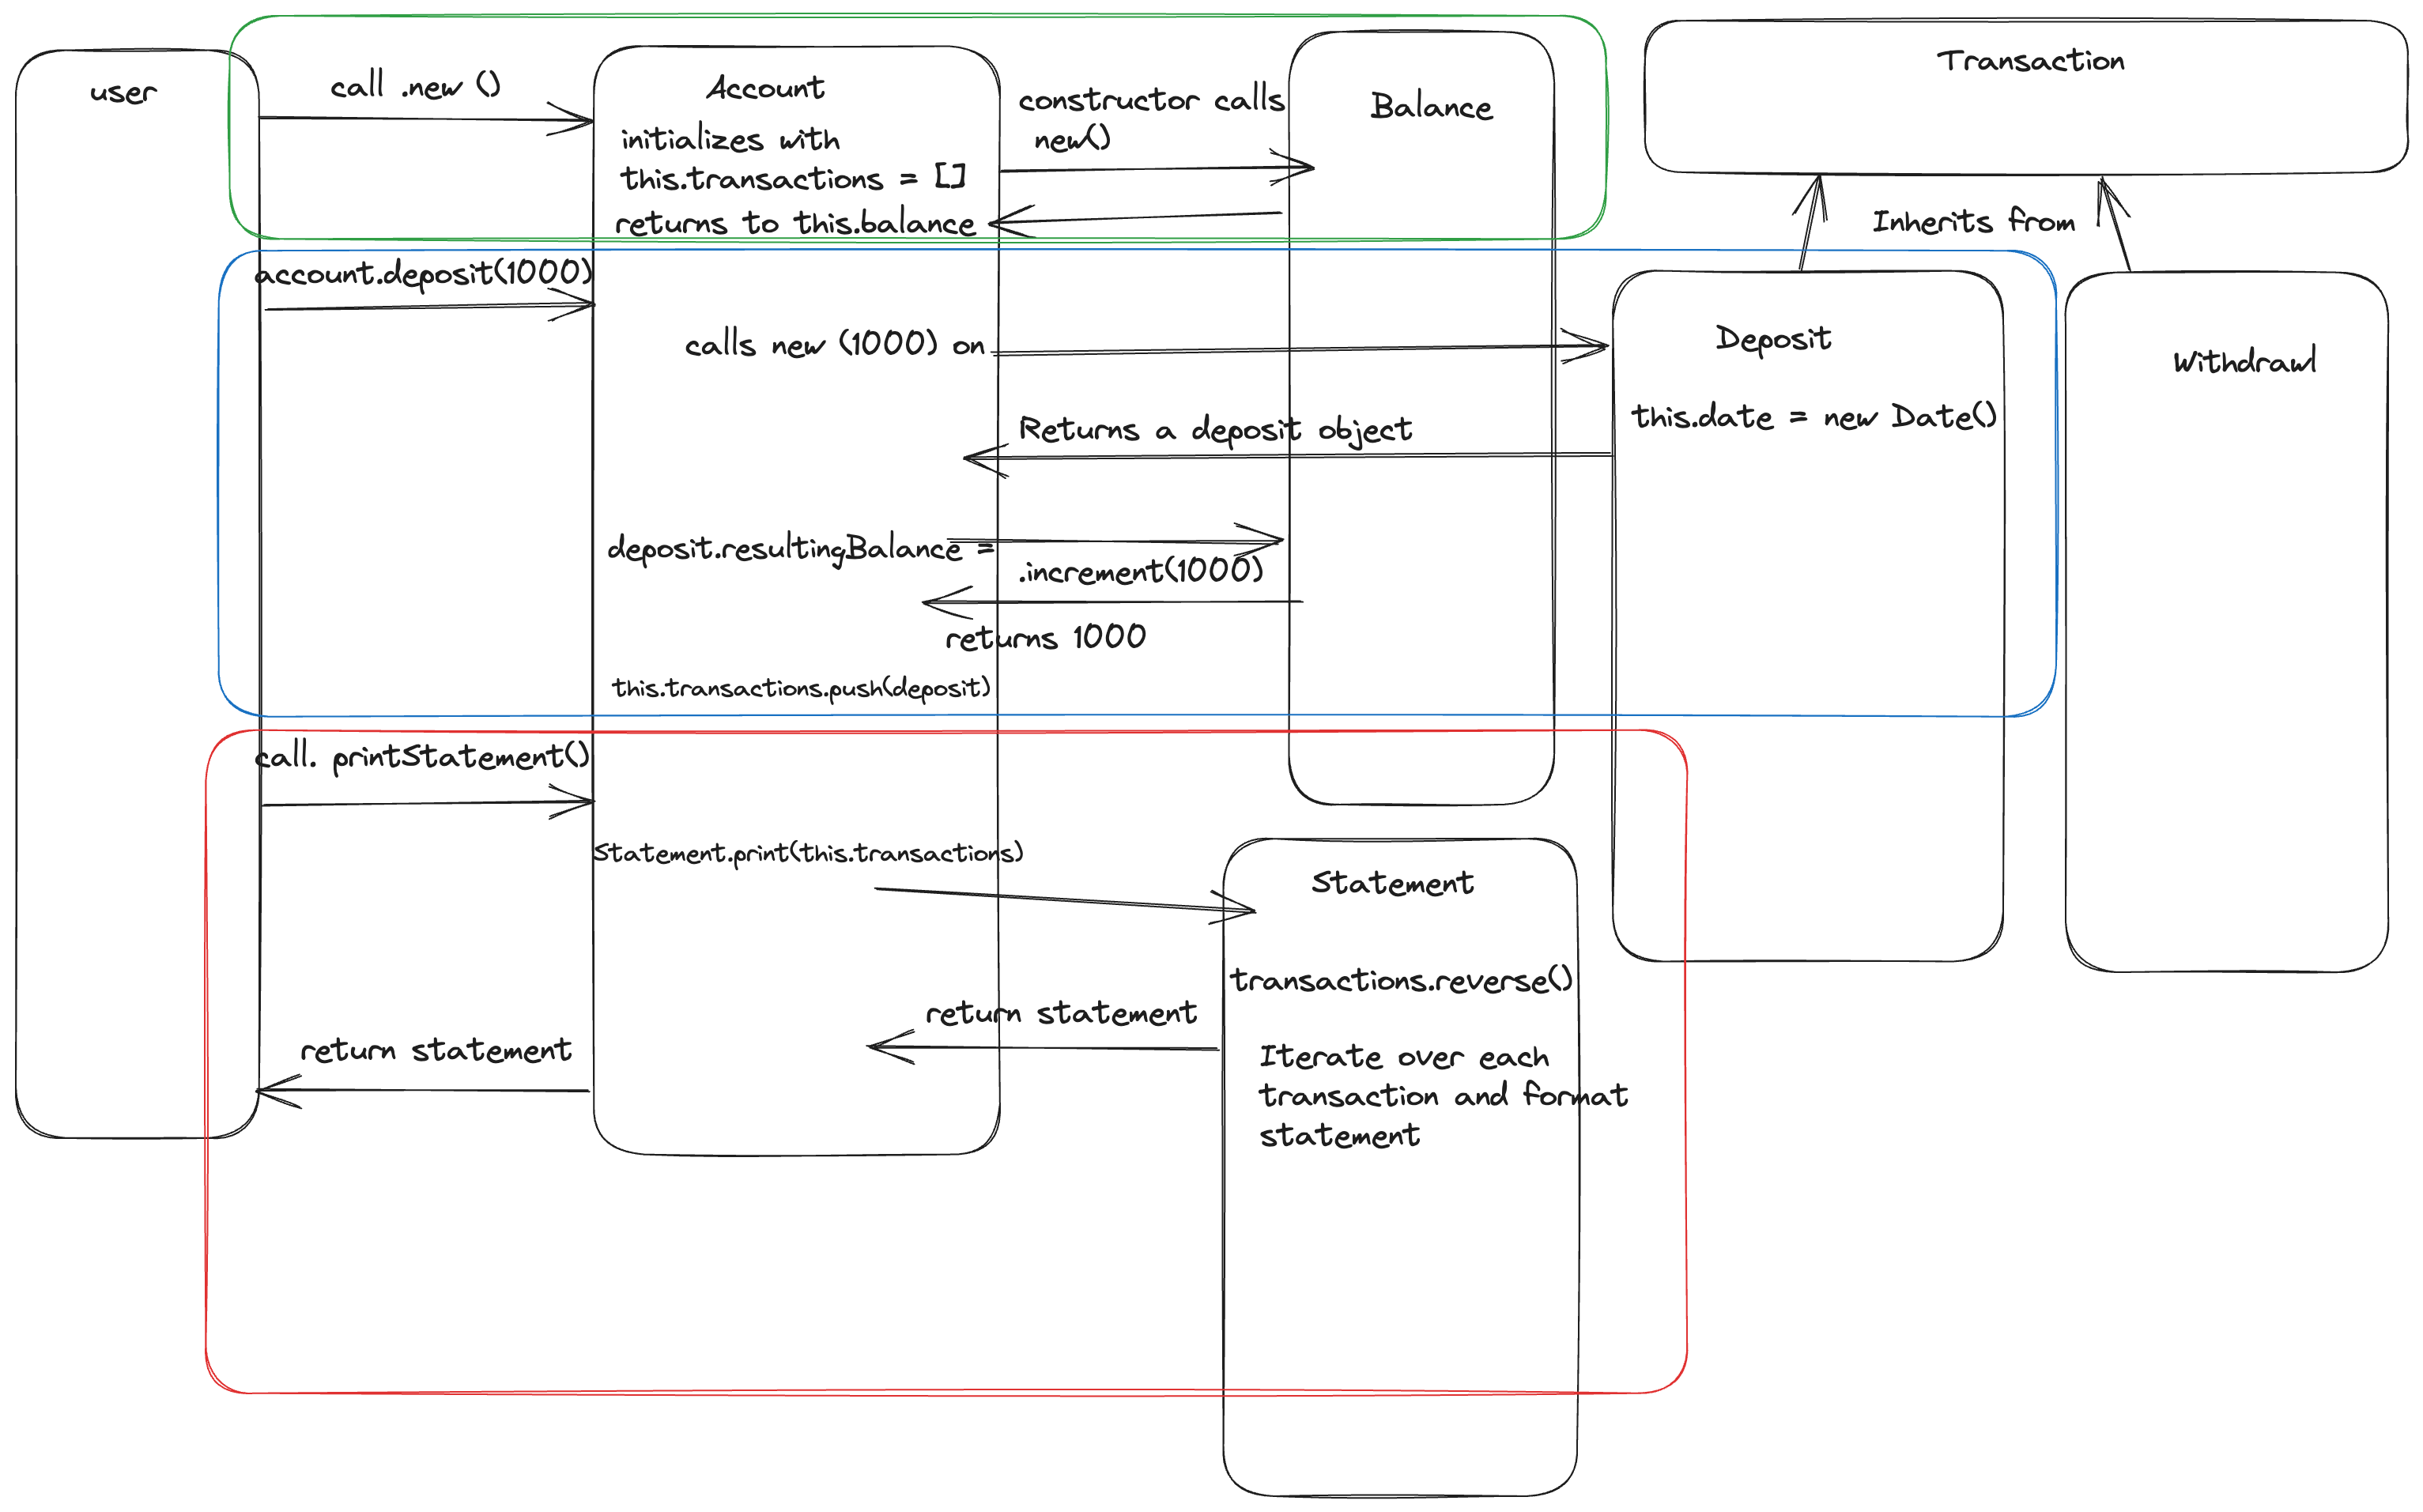 user
call .new ()
Account
initializes with
this.transactions = []
returns to this.balance
constructor calls
new()
Balance
Transaction
Inherits from
account.deposit(1000)
calls new (1000) on
Deposit
this.date = new Date()
Withdrawl
Returns a deposit object
deposit.resultingBalance =
.increment(1000)
returns 1000
this.transactions.push(deposit)
call. printStatement()
Statement.print(this.transactions)
Statement
transactions.reverse()
Iterate over each
transaction and format
statement
return statement
return statement